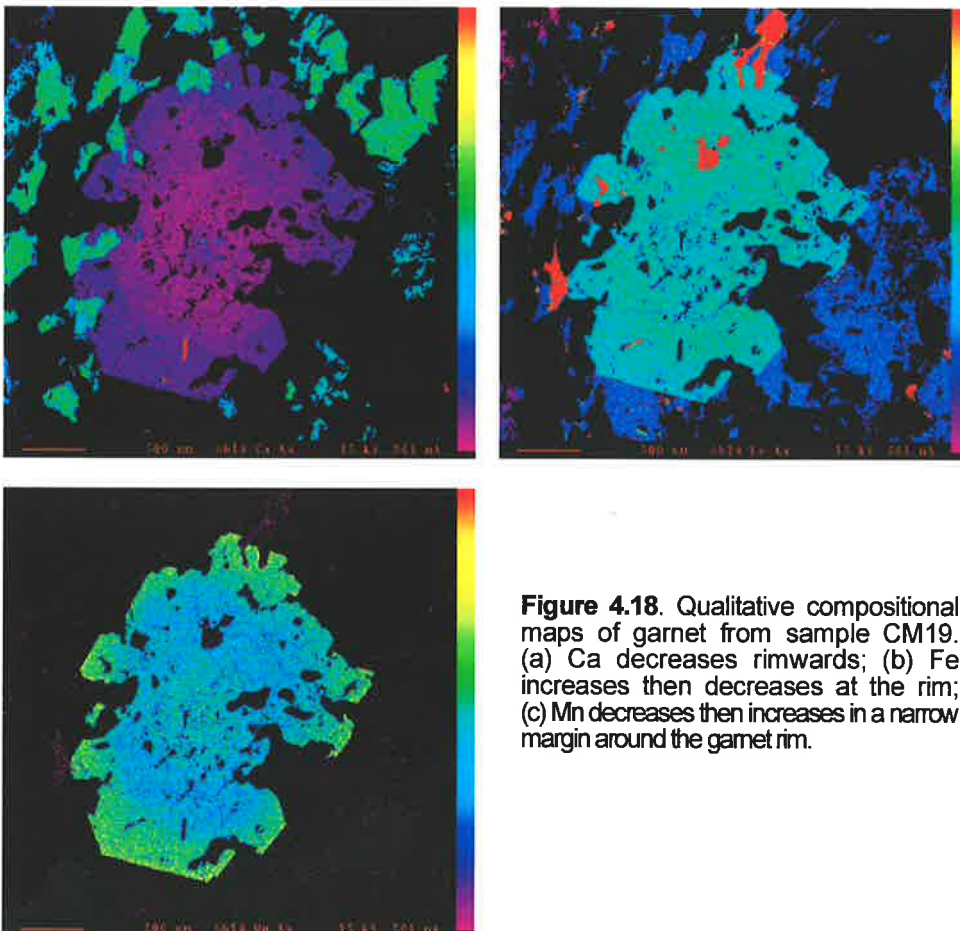 Figure 4.18. Qualitative compositional
maps of garnet from sample CM19.
(a) Ca decreases rimwards; (b) Fe
increases then decreases at the rim;
(c) Mn decreases then increases in a narrow
margin around the garnet rim.